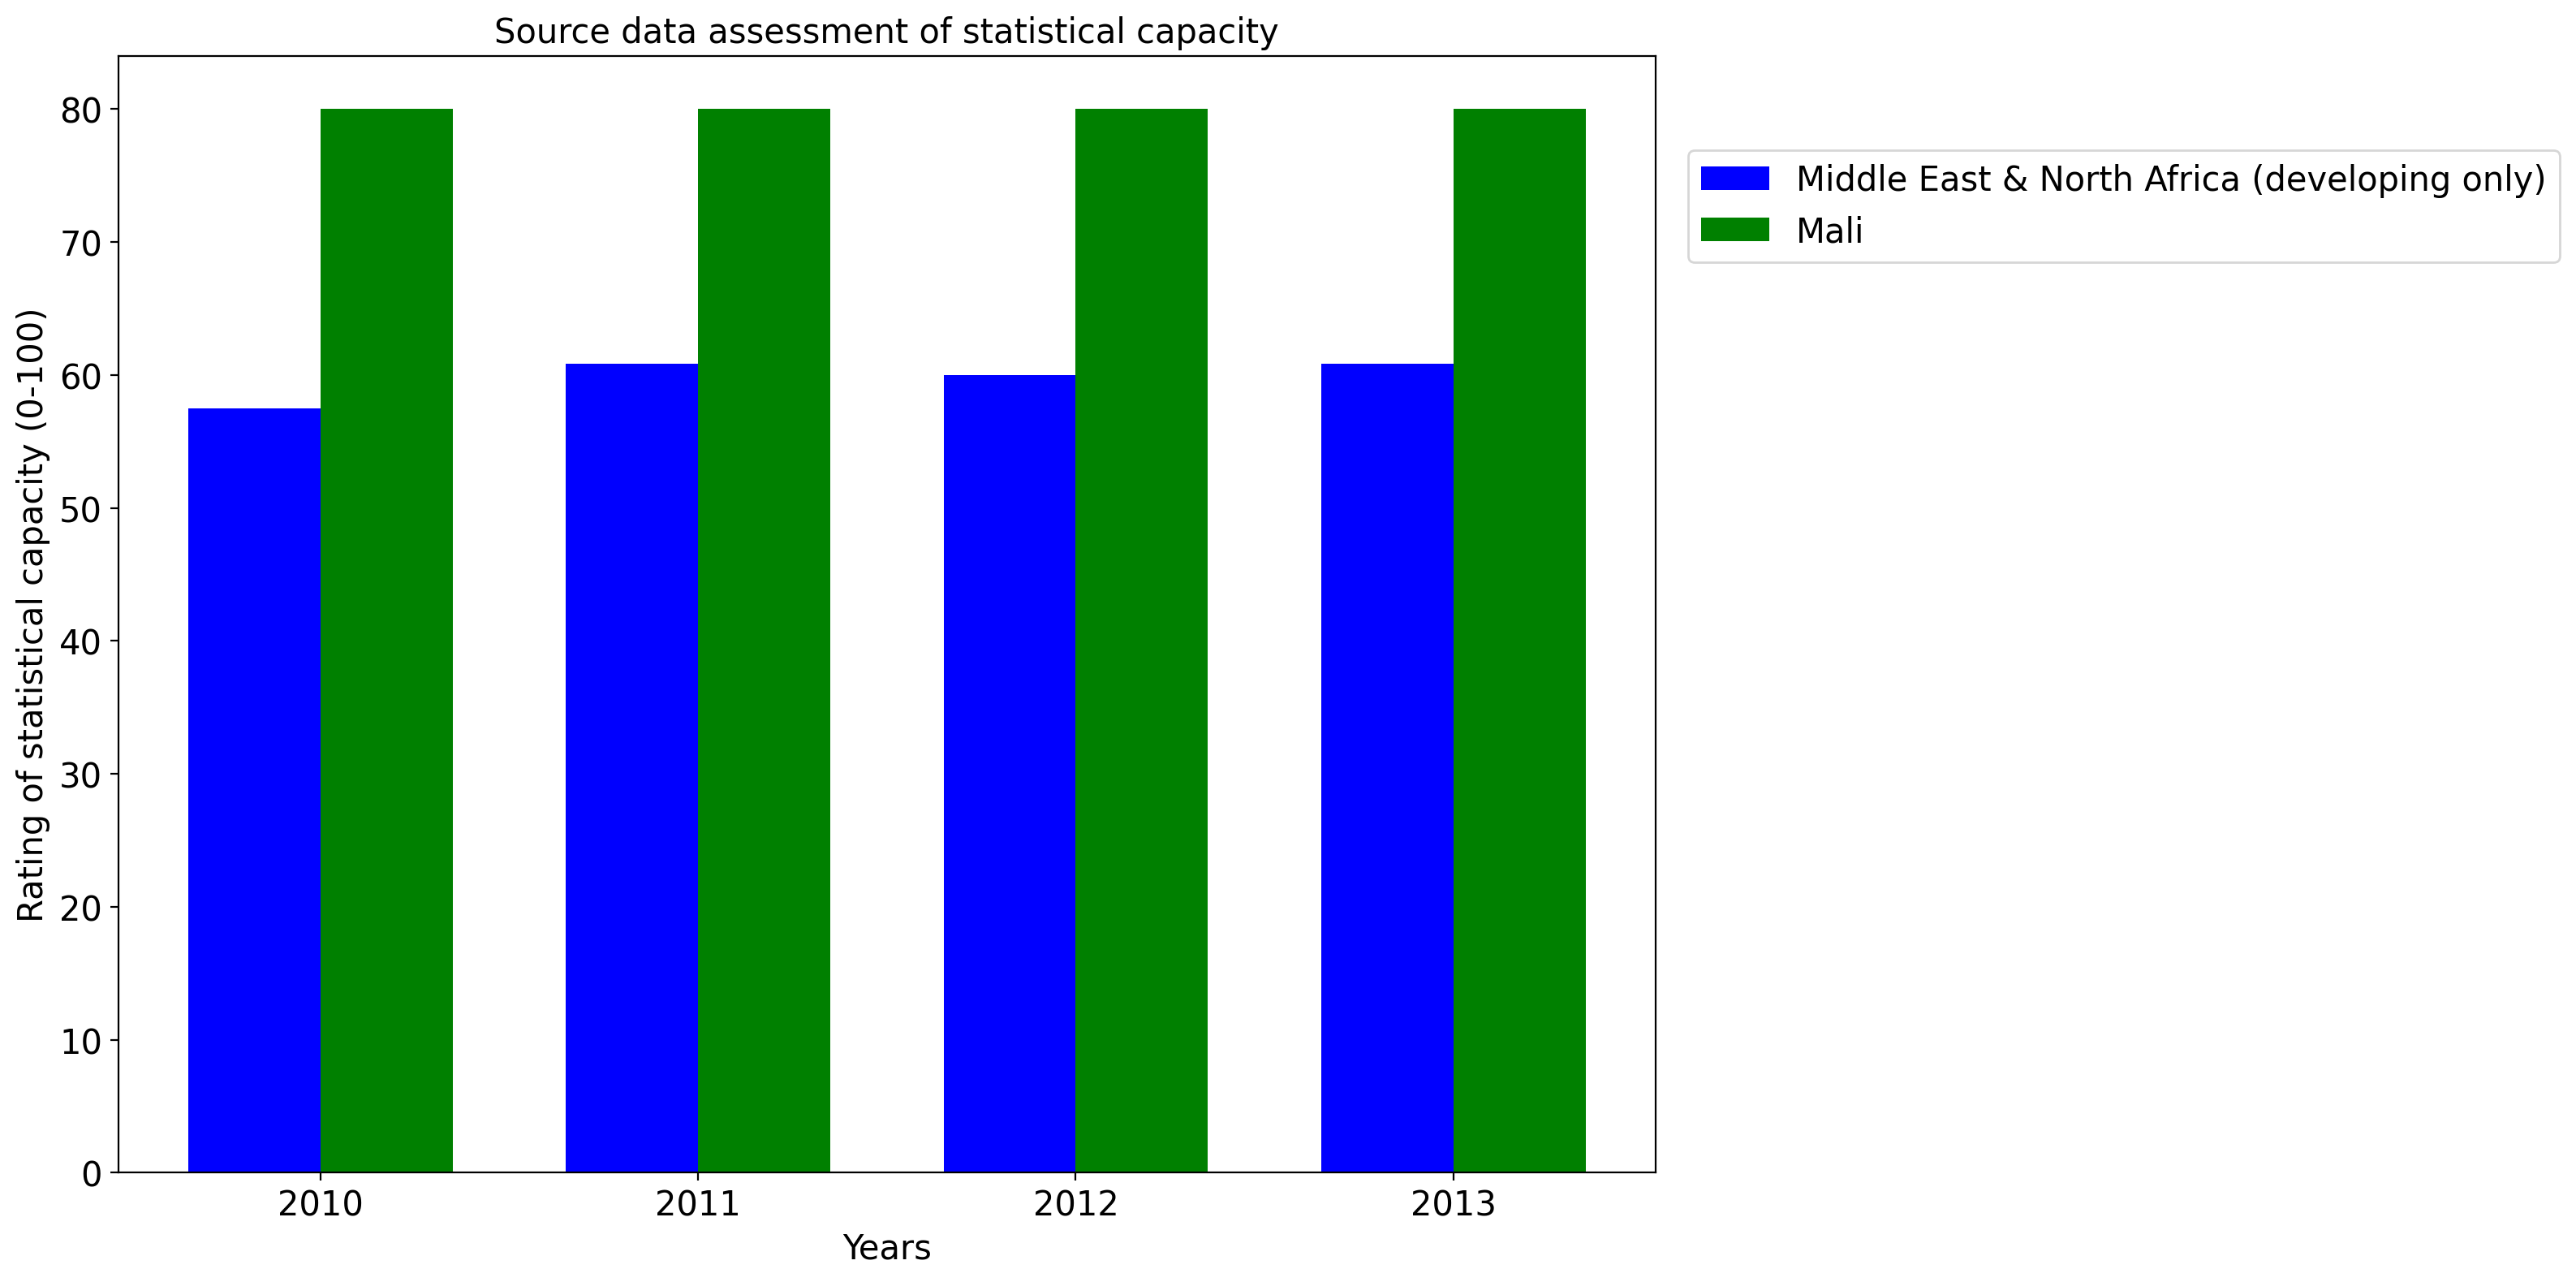 Source data assessment of statistical capacity
80
70
60
50
40
30
20
10
0
Rating of statistical capacity (0-100)
2010 2011 2012 2013
Years
Middle East & North Africa (developing only)
Mali